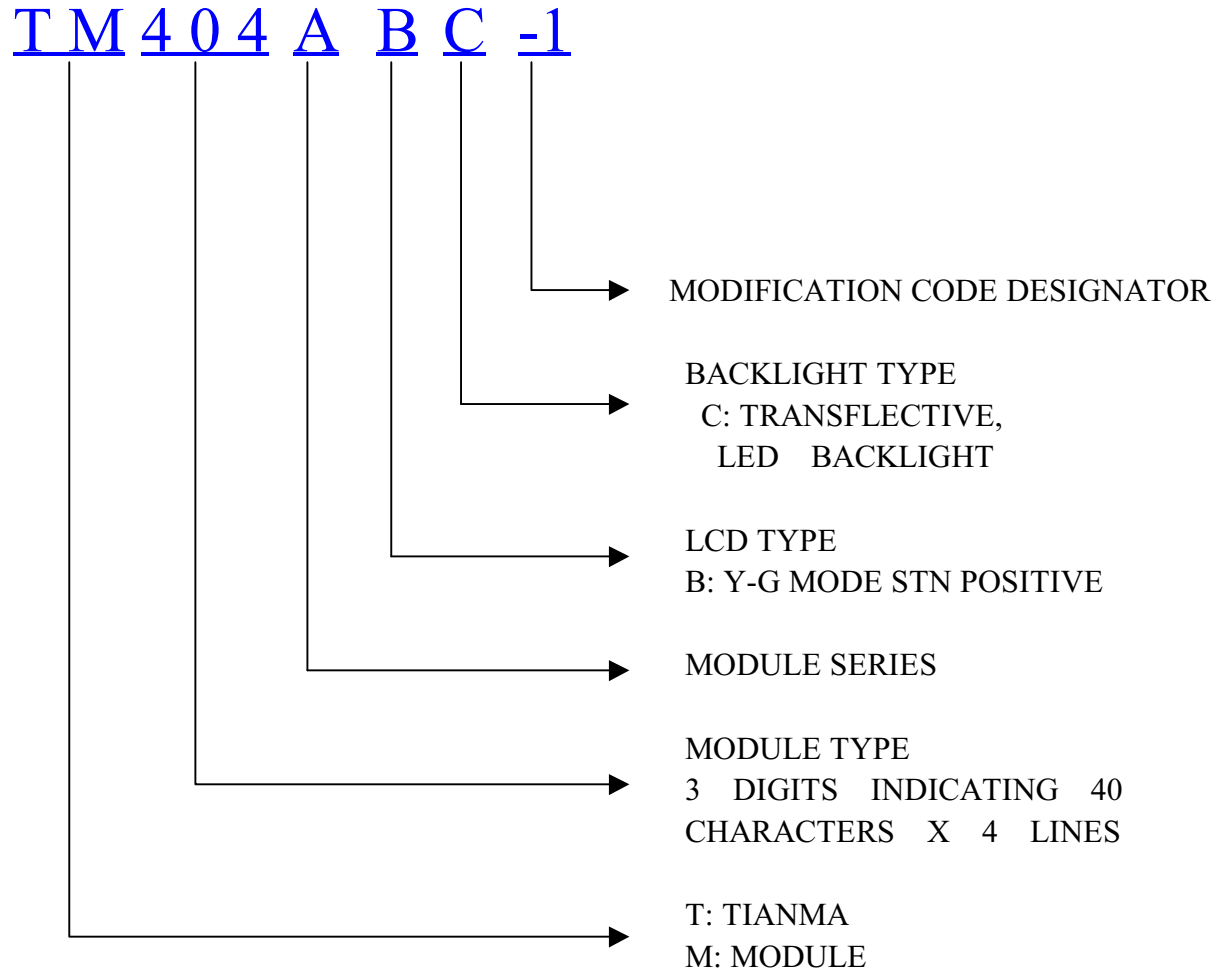 T M 4 0 4 A B C -1
MODIFICATION CODE DESIGNATOR
BACKLIGHT TYPE
C: TRANSFLECTIVE,
LED BACKLIGHT
LCD TYPE
B: Y-G MODE STN POSITIVE
MODULE SERIES
MODULE TYPE
3 DIGITS INDICATING 40
CHARACTERS X 4 LINES
T: TIANMA
M: MODULE